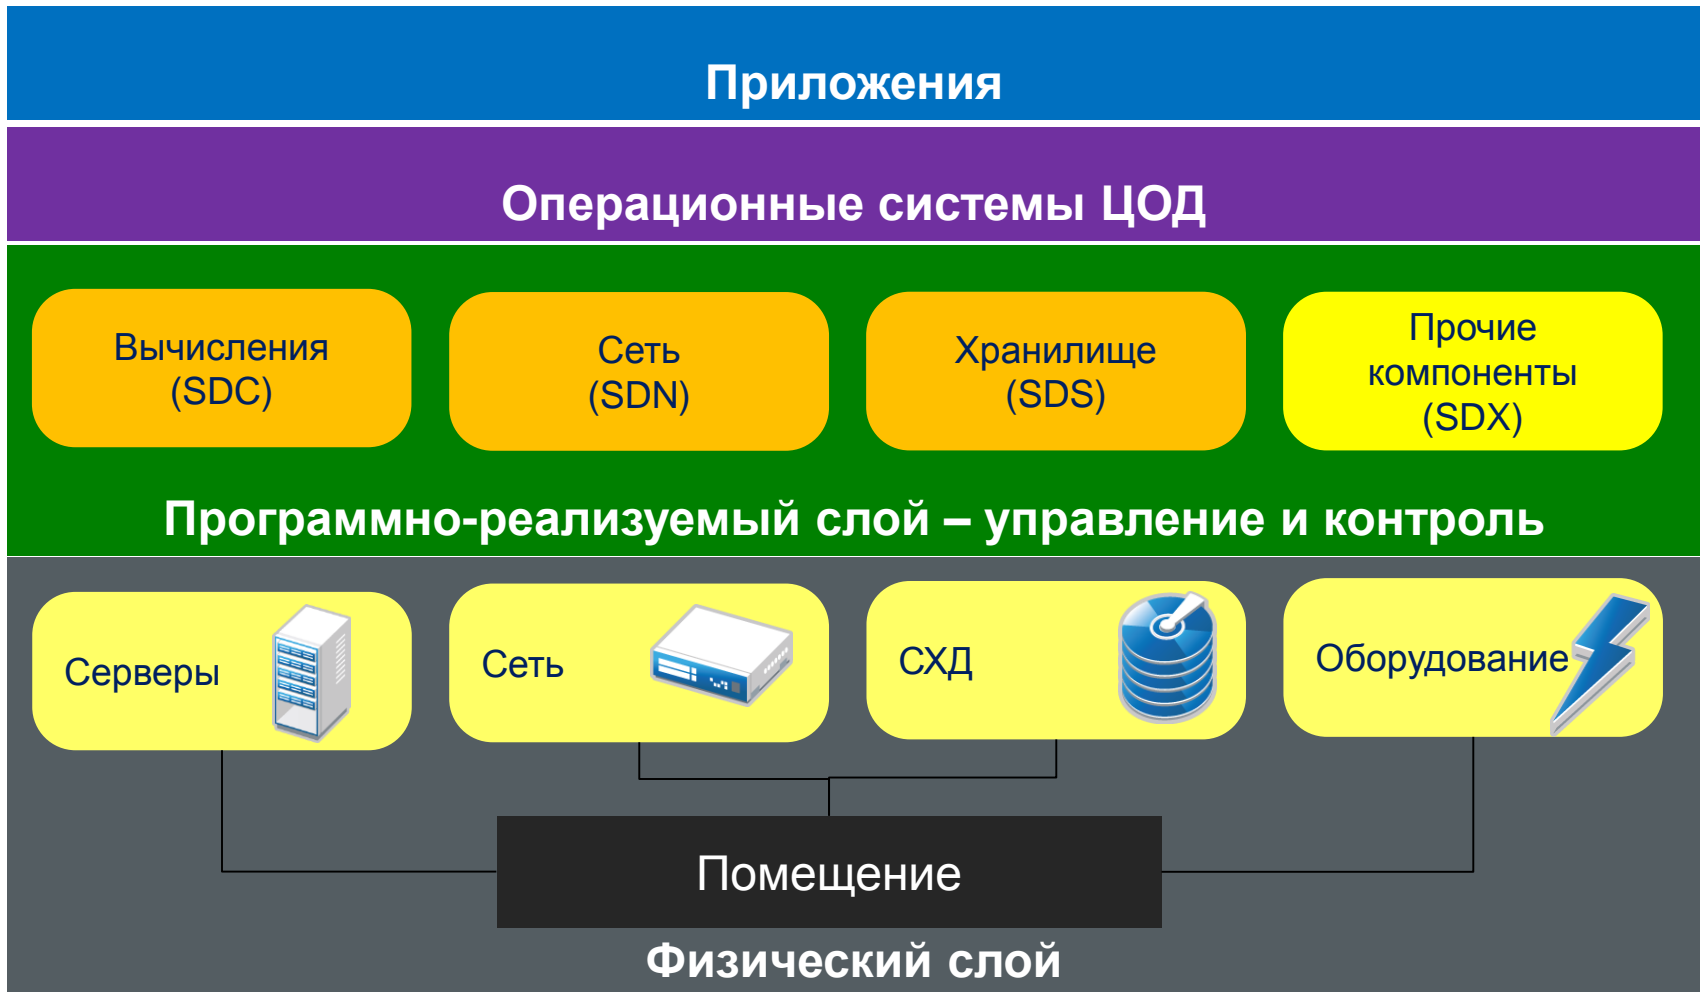 Приложения
Операционные системы ЦОД
Вычисления
(SDC)
Сеть
(SDN)
Хранилище
(SDS)
Прочие
компоненты
(SDX)
Программно-реализуемый слой – управление и контроль
Серверы
Сеть
СХД
Оборудование
Помещение
Физический слой